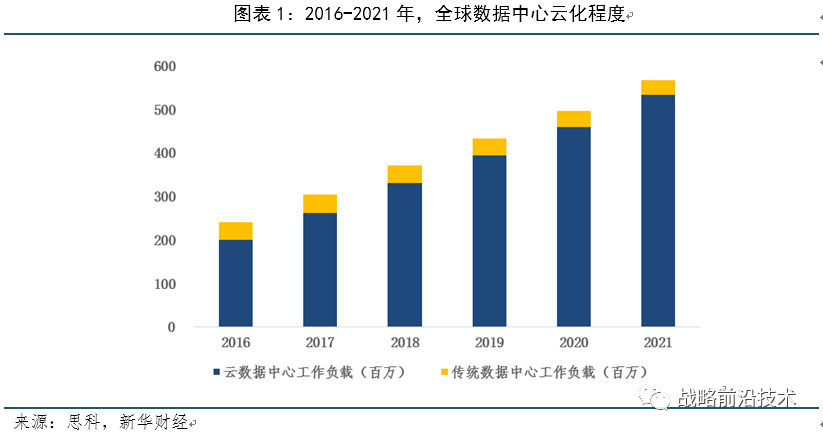 图表 1：2016-2021 年，全球数据中心云化程度
600
500
400
300
200
100
0
2016 2017 2018 2019 2020 2021
云数据中心工作负载（百万） 传统数据中心工作负载（百万）
战略前沿技术
来源：思科，新华财经